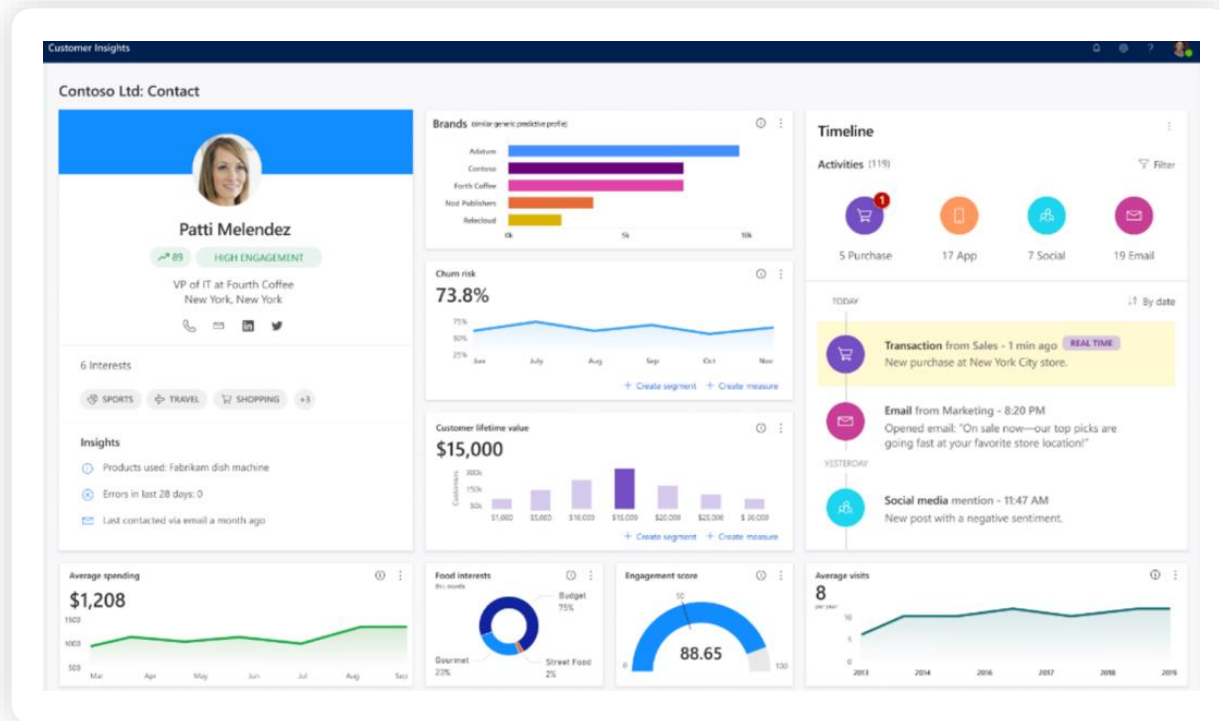 Customer Insights
?
Contoso Ltd: Contact
Patti Melendez
89 HIGH ENGAGEMENT
VP of IT at Fourth Coffee
New York, New York
6 Interests
SPORTS TRAVEL SHOPPING +3
Insights
Products used: Fabrikam dish machine
Errors in last 28 days: 0
Last contacted via email a month ago
Brands (similar generic predictive profile)
Adatum
Contoso
Forth Coffee
Nod Publishers
Relecloud
0k 5k 10k
Churn risk
73.8%
75%
50%
25%
Jun July Aug Sep Oct Nov
+ Create segment + Create measure
Customer lifetime value
$15,000
Customers
300k
150k
50k
$1,000 $5,000 $10,000 $15,000 $20,000 $25,000 $ 30,000
+ Create segment + Create measure
Timeline
Activities (119)
Filter
1
5 Purchase 17 App 7 Social 19 Email
TODAY
By date
Transaction from Sales - 1 min ago REAL TIME
New purchase at New York City store.
Email from Marketing - 8:20 PM
Opened email: "On sale now—our top picks are
going fast at your favorite store location!"
YESTERDAY
Social media mention - 11:47 AM
New post with a negative sentiment.
Average spending
$1,208
1500
1000
500
Mar Apr May Jun Jul Aug Sep
Food interests
this month
Budget
75%
Gourmet
23%
Street Food
2%
Engagement score
50
88.65
0 100
Average visits
8
per year
10
5
0
2013 2014 2016 2017 2018 2019